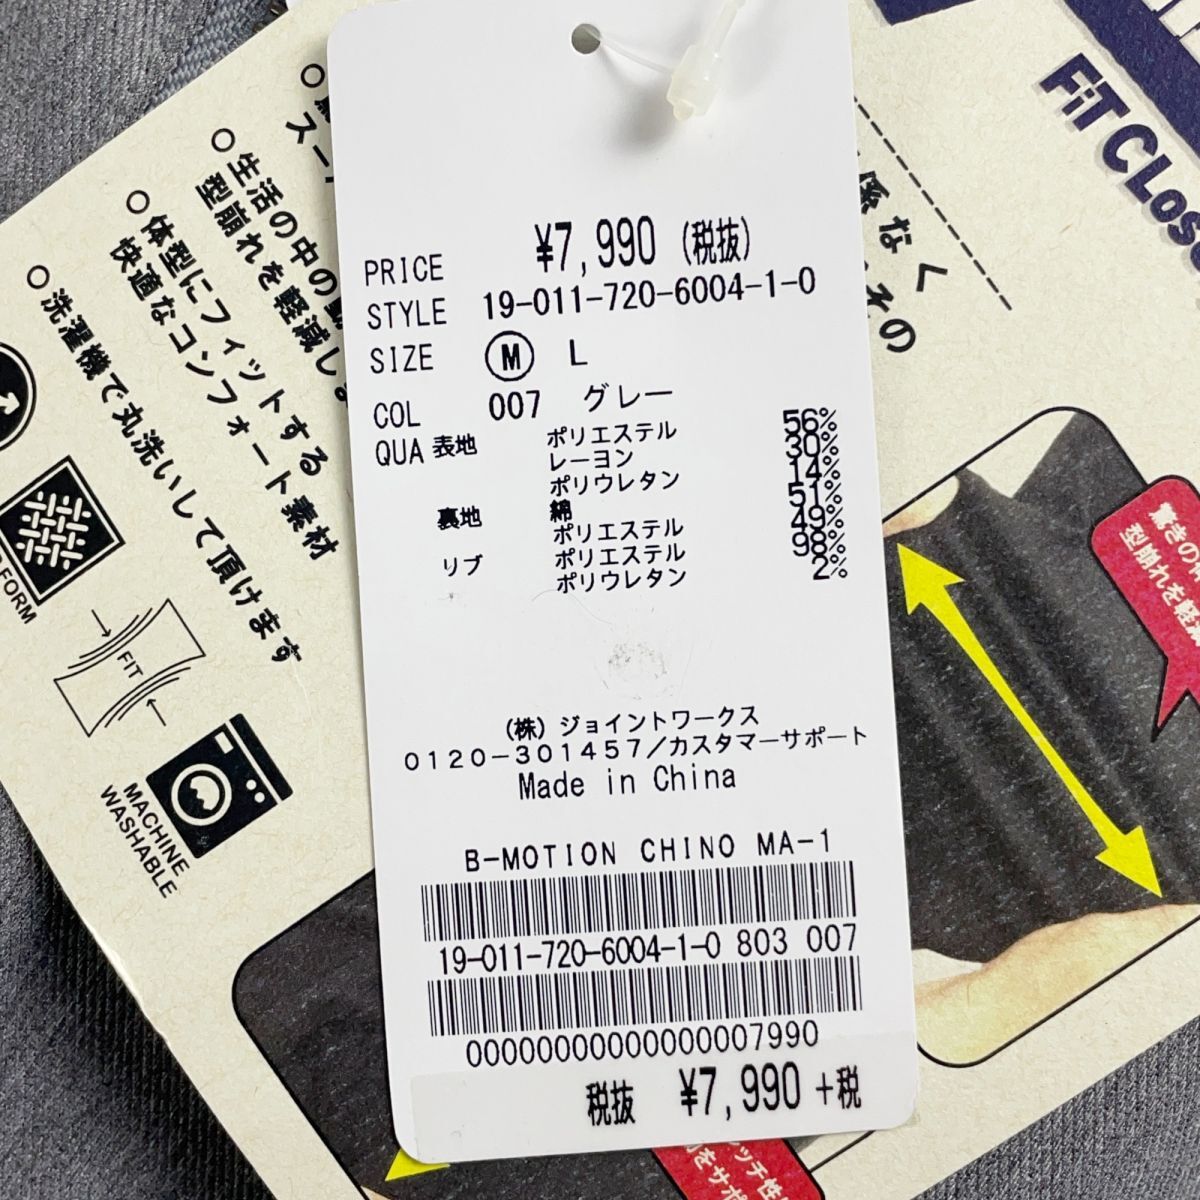 PRICE ¥7,990 (税抜)
STYLE 19-011-720-6004-1-0
SIZE M L
COL 007 グレー
QUA 表地 ポリエステル 56%
レーヨン 30%
ポリウレタン 14%
裏地 綿 51%
ポリエステル 49%
リブ ポリエステル 98%
ポリウレタン 2%
(株)ジョイントワークス
0120-301457/カスタマーサポート
Made in China
B-MOTION CHINO MA-1
19-011-720-6004-1-0 803 007
00000000000000007990
税抜 ¥7,990 +税
○生活の中の
型崩れを軽減し
○体型にフィットする
快適なコンフォート素材
○洗濯機で丸洗いして頂けます
FORM
FIT
MACHINE
WASHABLE
FiT CLos
係なく
その
驚きの
型崩れを軽減